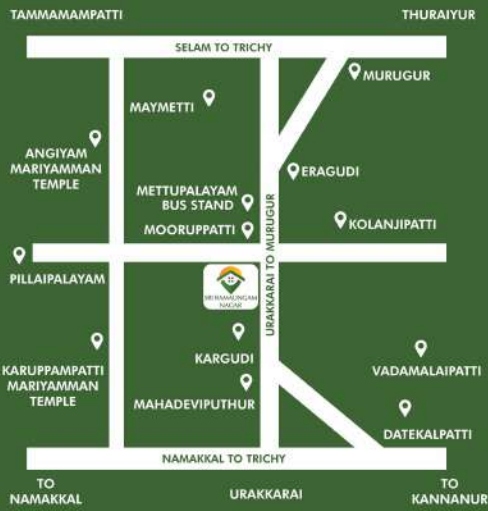 TAMMAMAMPATTI
THURAIYUR
SELAM TO TRICHY
MURUGUR
MAYMETTI
ANGIYAM
MARIYAMMAN
TEMPLE
ERAGUDI
METTUPALAYAM
BUS STAND
KOLANJIPATTI
MOORUPPATTI
URAKKARAI TO MURUGUR
PILLAIPALAYAM
NAGAR
KARGUDI
KARUPPAMPATTI
MARIYAMMAN
TEMPLE
VADAMALAIPATTI
MAHADEVIPUTHUR
DATEKALPATTI
NAMAKKAL TO TRICHY
TO
NAMAKKAL
URAKKARAI
TO
KANNANUR